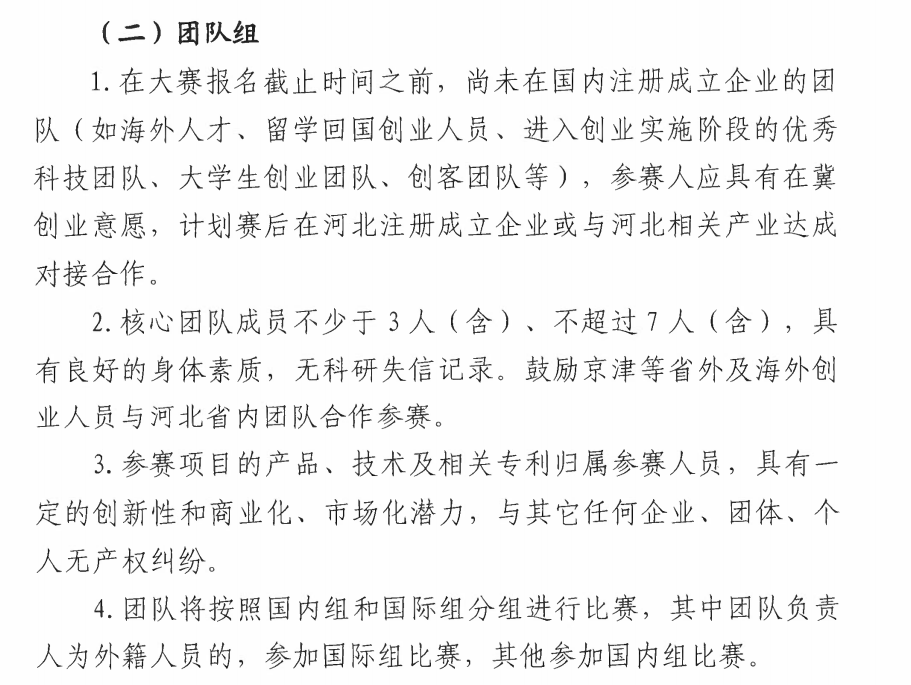 （二）团队组
1. 在大赛报名截止时间之前，尚未在国内注册成立企业的团
队（如海外人才、留学回国创业人员、进入创业实施阶段的优秀
科技团队、大学生创业团队、创客团队等），参赛人应具有在冀
创业意愿，计划赛后在河北注册成立企业或与河北相关产业达成
对接合作。
2. 核心团队成员不少于 3 人（含）、不超过 7 人（含），具
有良好的身体素质，无科研失信记录。鼓励京津等省外及海外创
业人员与河北省内团队合作参赛。
3. 参赛项目的产品、技术及相关专利归属参赛人员，具有一
定的创新性和商业化、市场化潜力，与其它任何企业、团体、个
人无产权纠纷。
4. 团队将按照国内组和国际组分组进行比赛，其中团队负责
人为外籍人员的，参加国际组比赛，其他参加国内组比赛。